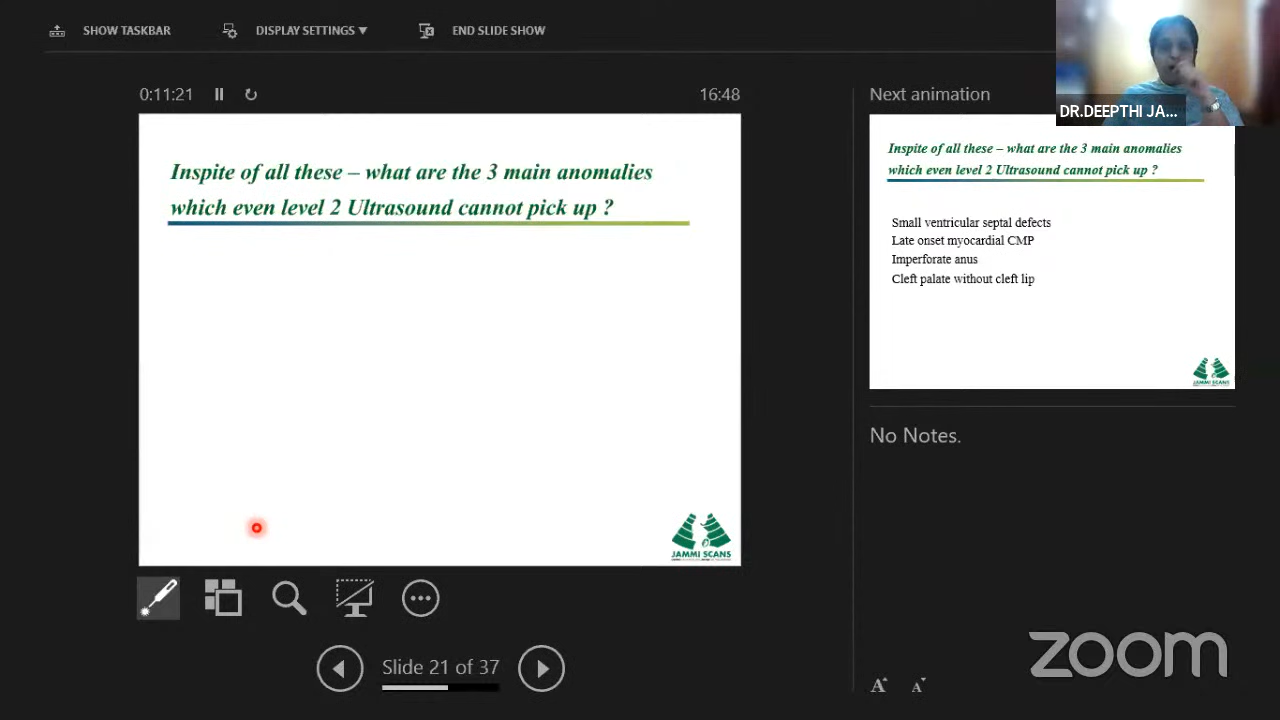 SHOW TASKBAR
DISPLAY SETTINGS ▼
END SLIDE SHOW
0:11:21
16:48
Next animation
DR.DEEPTHI JA...
Inspite of all these – what are the 3 main anomalies
which even level 2 Ultrasound cannot pick up ?
JAMMI SCANS
Inspite of all these – what are the 3 main anomalies
which even level 2 Ultrasound cannot pick up ?
Small ventricular septal defects
Late onset myocardial CMP
Imperforate anus
Cleft palate without cleft lip
JAMMI SCANS
No Notes.
Slide 21 of 37
A A
zoom